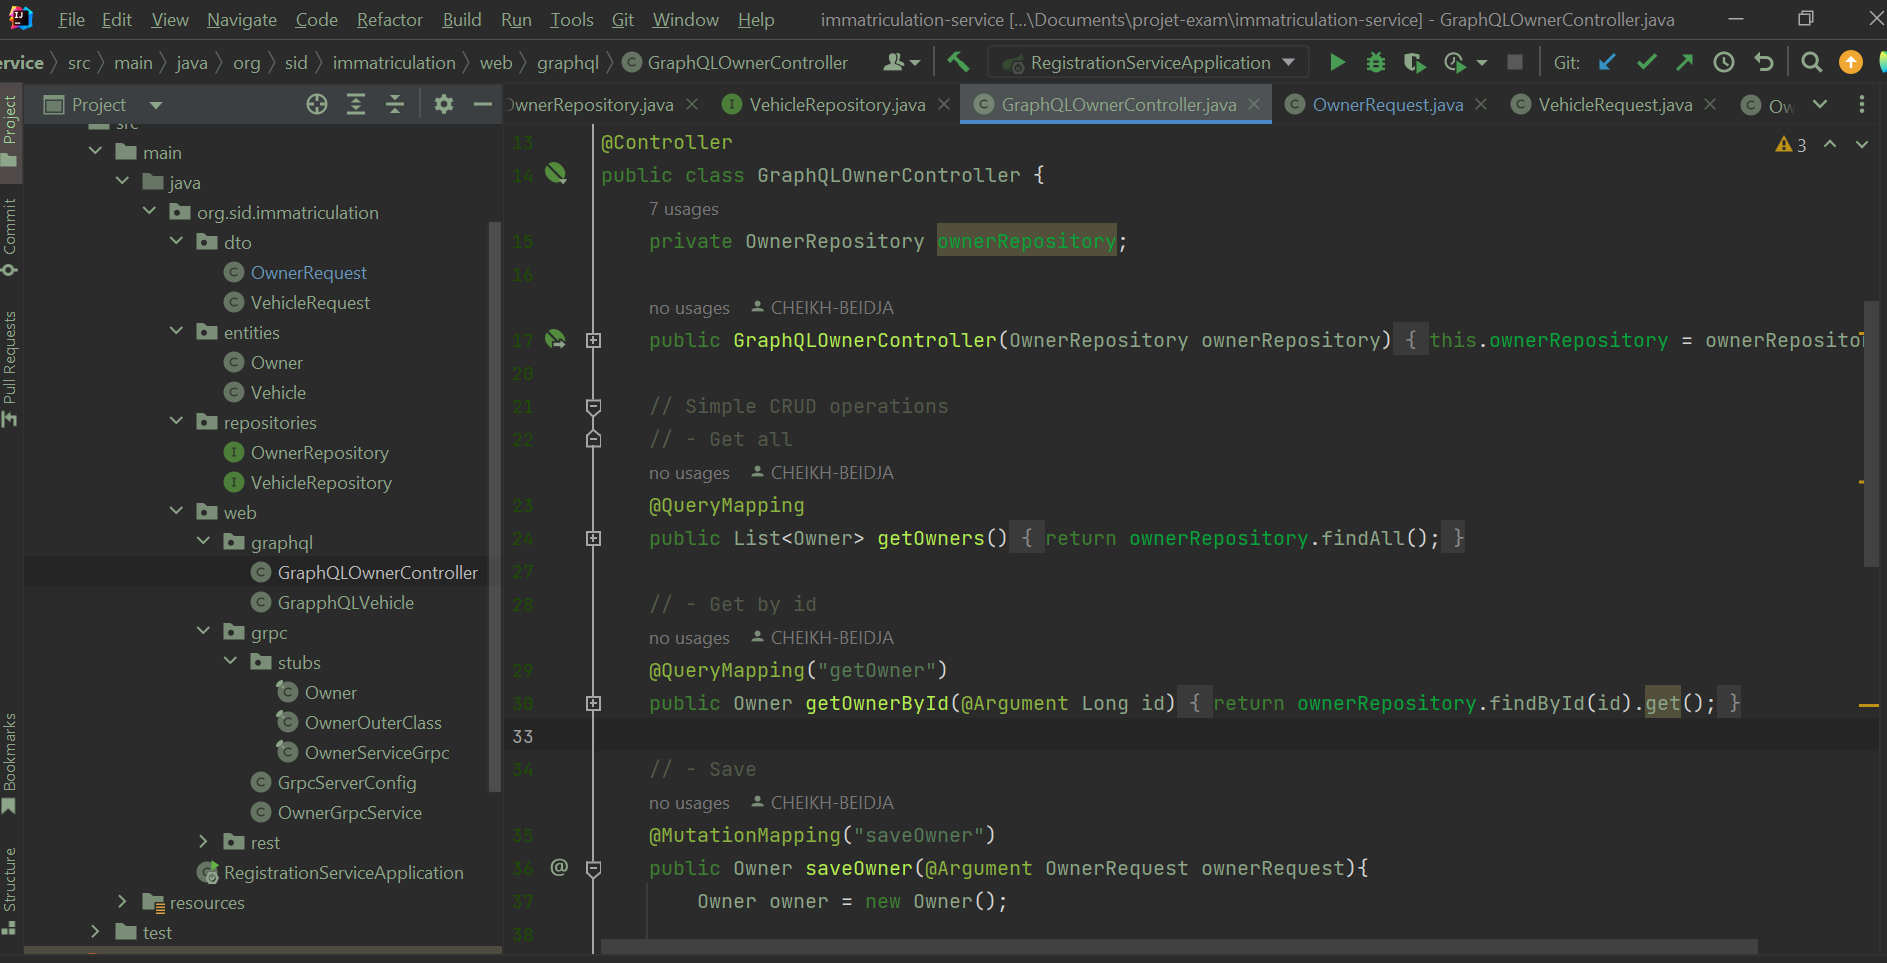 File Edit View Navigate Code Refactor Build Run Tools Git Window Help immatriculation-service [...\Documents\projet-exam\immatriculation-service] - GraphQLOwnerController.java
ervice src main java org sid immatriculation web graphql GraphQLOwnerController RegistrationServiceApplication Git:
Project
OwnerRepository.java VehicleRepository.java GraphQLOwnerController.java OwnerRequest.java VehicleRequest.java Ow
Project
Commit
Pull Requests
Bookmarks
Structure
src
main
java
org.sid.immatriculation
dto
OwnerRequest
VehicleRequest
entities
Owner
Vehicle
repositories
OwnerRepository
VehicleRepository
web
graphql
GraphQLOwnerController
GrapphQLVehicle
grpc
stubs
Owner
OwnerOuterClass
OwnerServiceGrpc
GrpcServerConfig
OwnerGrpcService
rest
RegistrationServiceApplication
resources
test
3
13 @Controller
14 public class GraphQLOwnerController {
7 usages
15 private OwnerRepository ownerRepository;
16
no usages CHEIKH-BEIDJA
17 public GraphQLOwnerController(OwnerRepository ownerRepository) { this.ownerRepository = ownerReposito
20
21 // Simple CRUD operations
22 // - Get all
no usages CHEIKH-BEIDJA
23 @QueryMapping
24 public List<Owner> getOwners() { return ownerRepository.findAll(); }
27
28 // - Get by id
no usages CHEIKH-BEIDJA
29 @QueryMapping("getOwner")
30 public Owner getOwnerById(@Argument Long id) { return ownerRepository.findById(id).get(); }
33
34 // - Save
no usages CHEIKH-BEIDJA
35 @MutationMapping("saveOwner")
36 @ public Owner saveOwner(@Argument OwnerRequest ownerRequest){
37 Owner owner = new Owner();
38